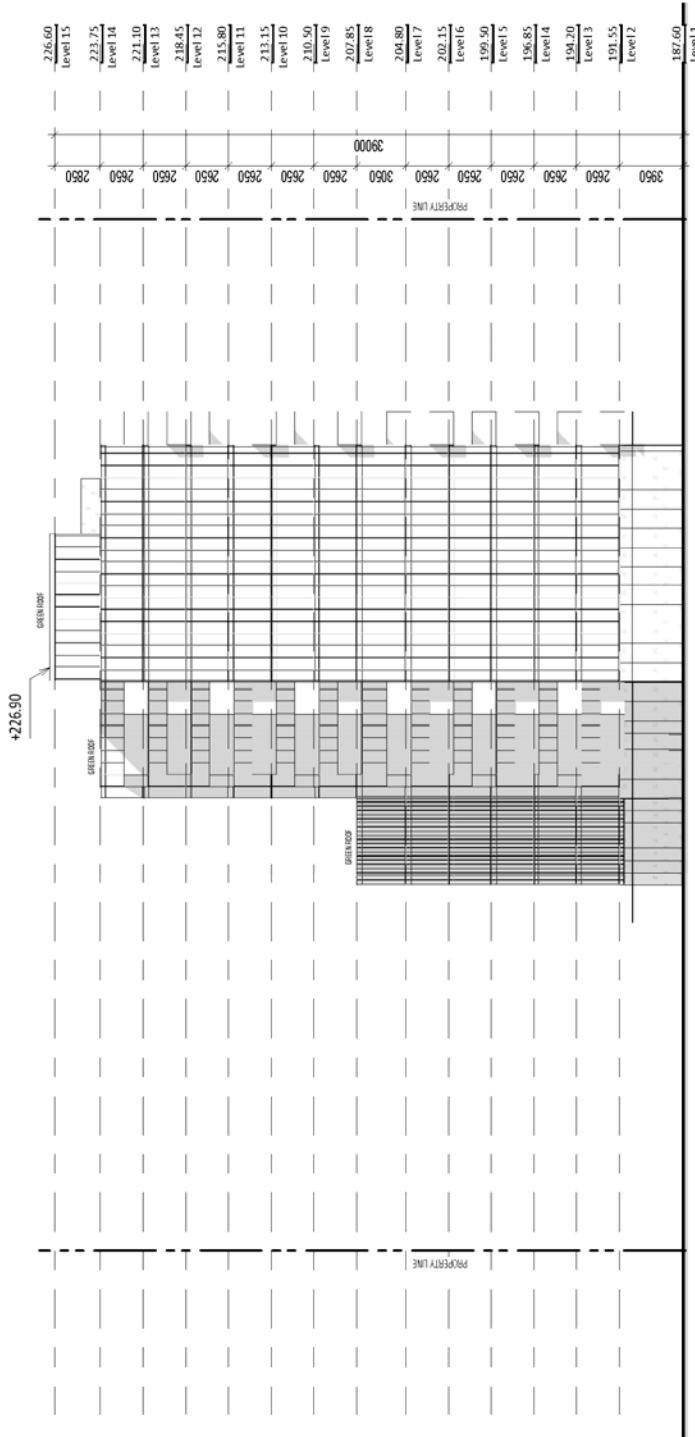 226.60
Level 15
223.75
Level 14
221.10
Level 13
218.45
Level 12
215.80
Level 11
213.15
Level 10
210.50
Level 9
207.85
Level 8
204.80
Level 7
202.15
Level 6
199.50
Level 5
196.85
Level 4
194.20
Level 3
191.55
Level 2
187.60
Level 1
39000
2850
2650
2650
2650
2650
2650
2650
3050
2650
2650
2650
2650
2650
3950
PROPERTY LINE
GREEN ROOF
+226.90
GREEN ROOF
GREEN ROOF
PROPERTY LINE